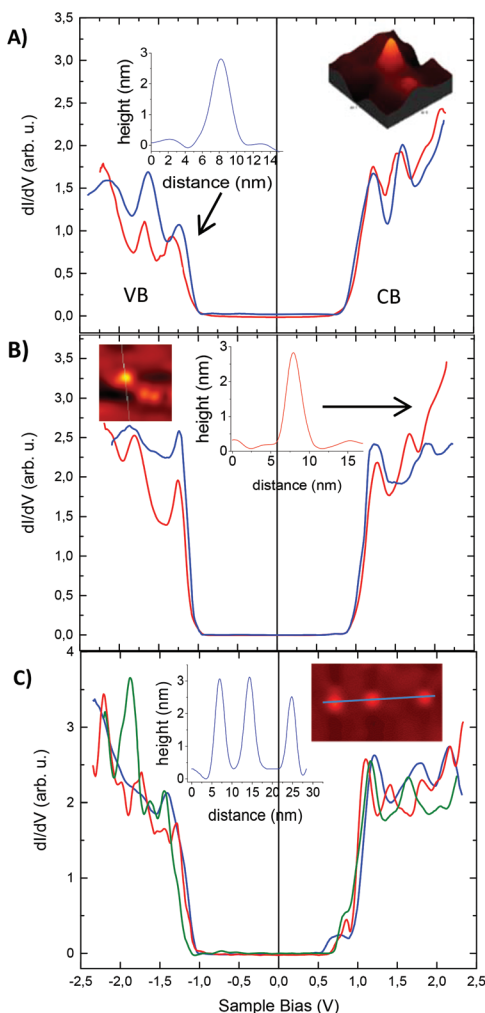 A)
dI/dV (arb. u.)
3,5
3,0
2,5
2,0
1,5
1,0
0,5
0,0
height (nm)
3
2
1
0
0 2 4 6 8 10 12 14
distance (nm)
VB
CB
B)
dI/dV (arb. u.)
3,5
3,0
2,5
2,0
1,5
1,0
0,5
0,0
height (nm)
3
2
1
0
0 5 10 15
distance (nm)
C)
dI/dV (arb. u.)
4
3
2
1
0
height (nm)
3
2
1
0
0 5 10 15 20 25 30
distance (nm)
-2,5 -2,0 -1,5 -1,0 -0,5 0,0 0,5 1,0 1,5 2,0 2,5
Sample Bias (V)